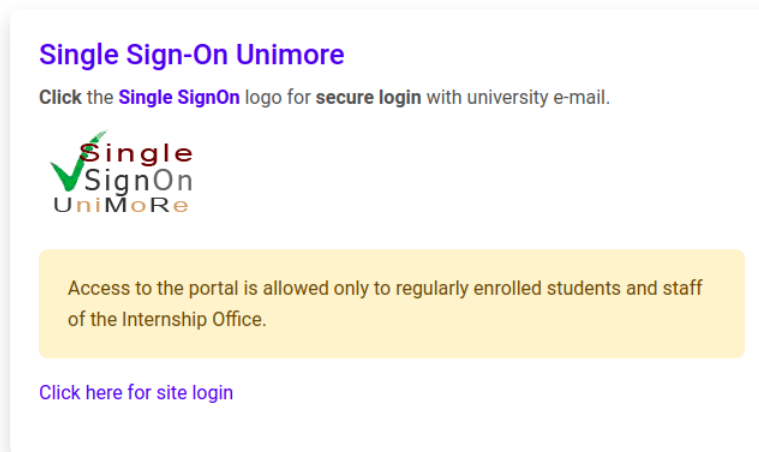 Single Sign-On Unimore
Click the Single SignOn logo for secure login with university e-mail.
Single
SignOn
UniMoRe
Access to the portal is allowed only to regularly enrolled students and staff
of the Internship Office.
Click here for site login